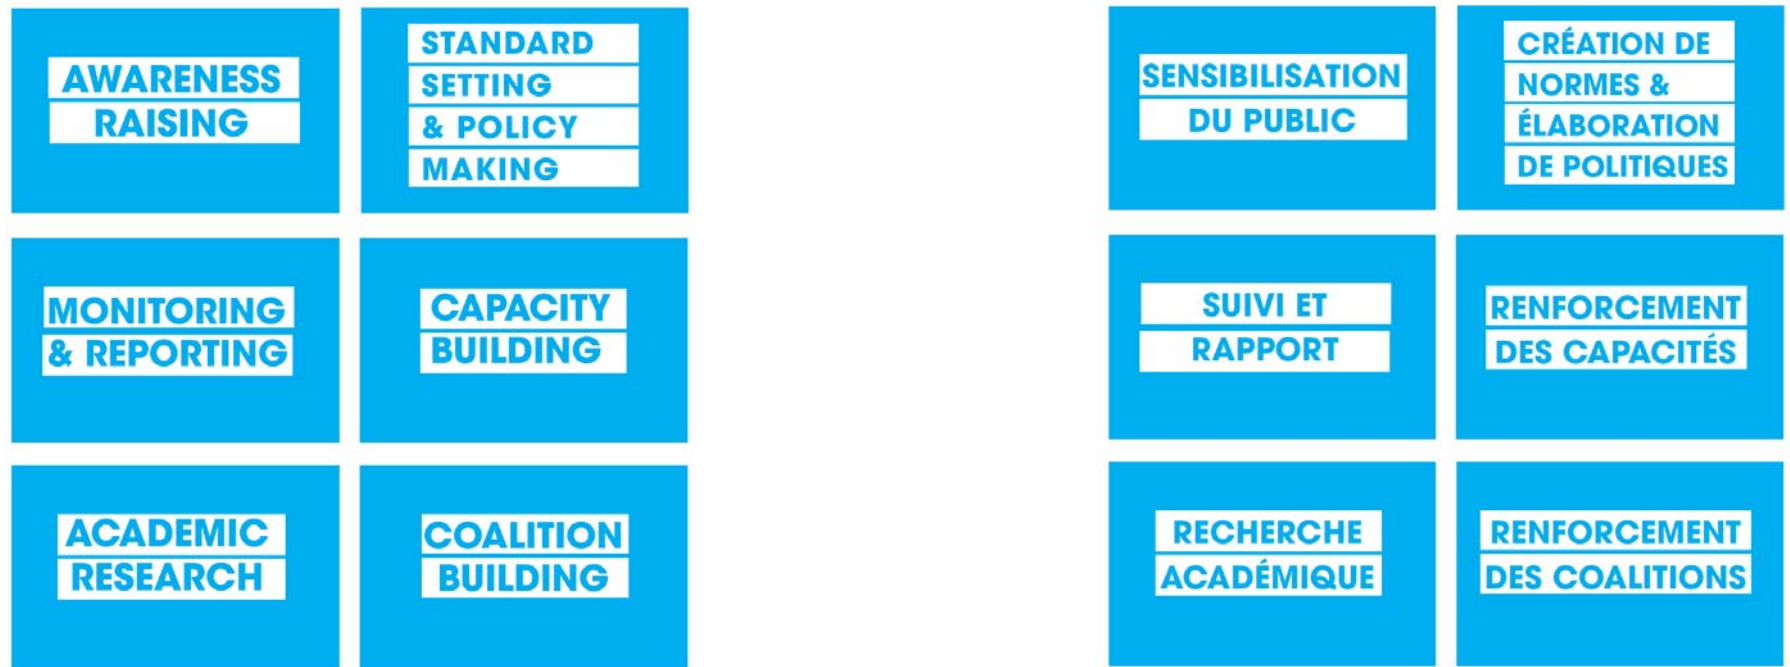 AWARENESS
RAISING
STANDARD
SETTING
& POLICY
MAKING
MONITORING
& REPORTING
CAPACITY
BUILDING
ACADEMIC
RESEARCH
COALITION
BUILDING
SENSIBILISATION
DU PUBLIC
CRÉATION DE
NORMES &
ÉLABORATION
DE POLITIQUES
SUIVI ET
RAPPORT
RENFORCEMENT
DES CAPACITÉS
RECHERCHE
ACADÉMIQUE
RENFORCEMENT
DES COALITIONS